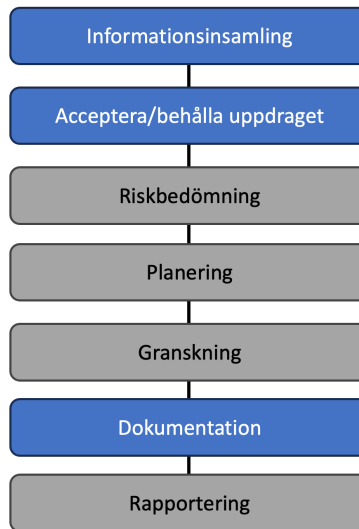 Informationsinsamling
Acceptera/behålla uppdraget
Riskbedömning
Planering
Granskning
Dokumentation
Rapportering